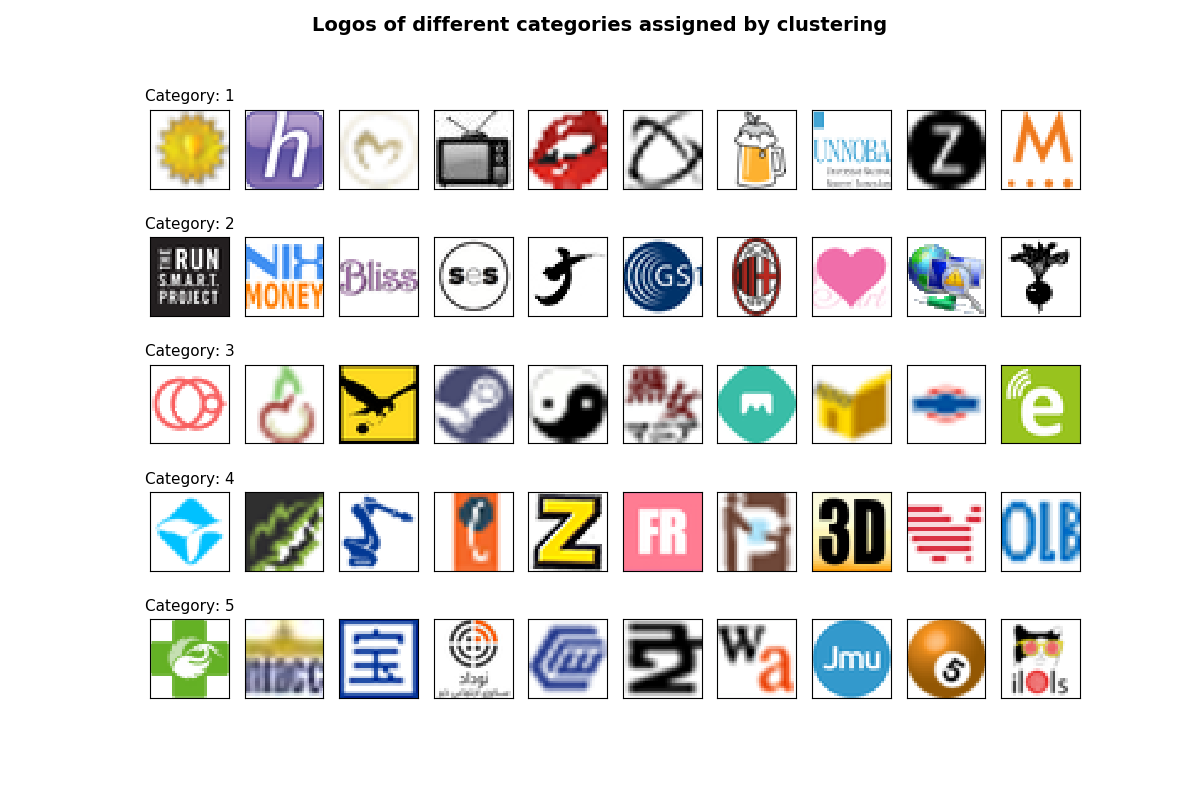 Logos of different categories assigned by clustering
Category: 1
h
UNNOBA
Z
M
Category: 2
THE RUN
S.M.A.R.T.
PROJECT
NIX
MONEY
Bliss
ses
GS1
Category: 3
e
Category: 4
Z
FR
3D
OLB
Category: 5
宝
نوداد
wa
Jmu
5
ilols